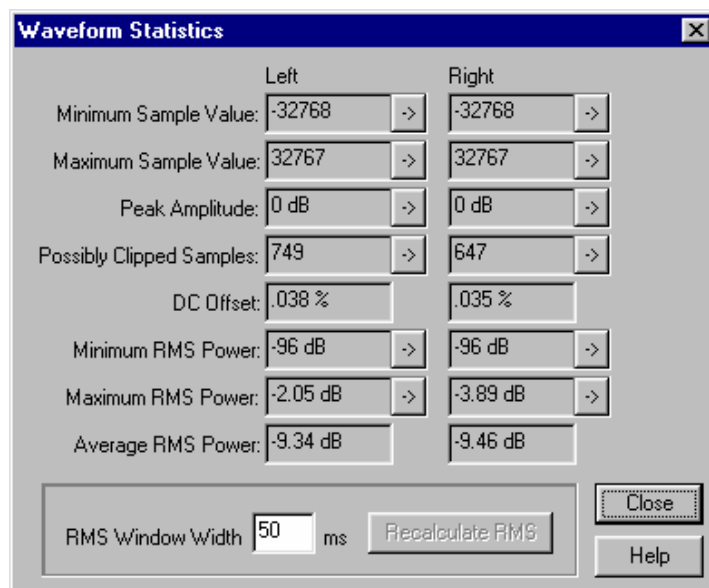 Waveform Statistics
Left Right
Minimum Sample Value: -32768 -> -32768 ->
Maximum Sample Value: 32767 -> 32767 ->
Peak Amplitude: 0 dB -> 0 dB ->
Possibly Clipped Samples: 749 -> 647 ->
DC Offset: .038 % .035 %
Minimum RMS Power: -96 dB -> -96 dB ->
Maximum RMS Power: -2.05 dB -> -3.89 dB ->
Average RMS Power: -9.34 dB -9.46 dB
Close
RMS Window Width 50 ms Recalculate RMS
Help